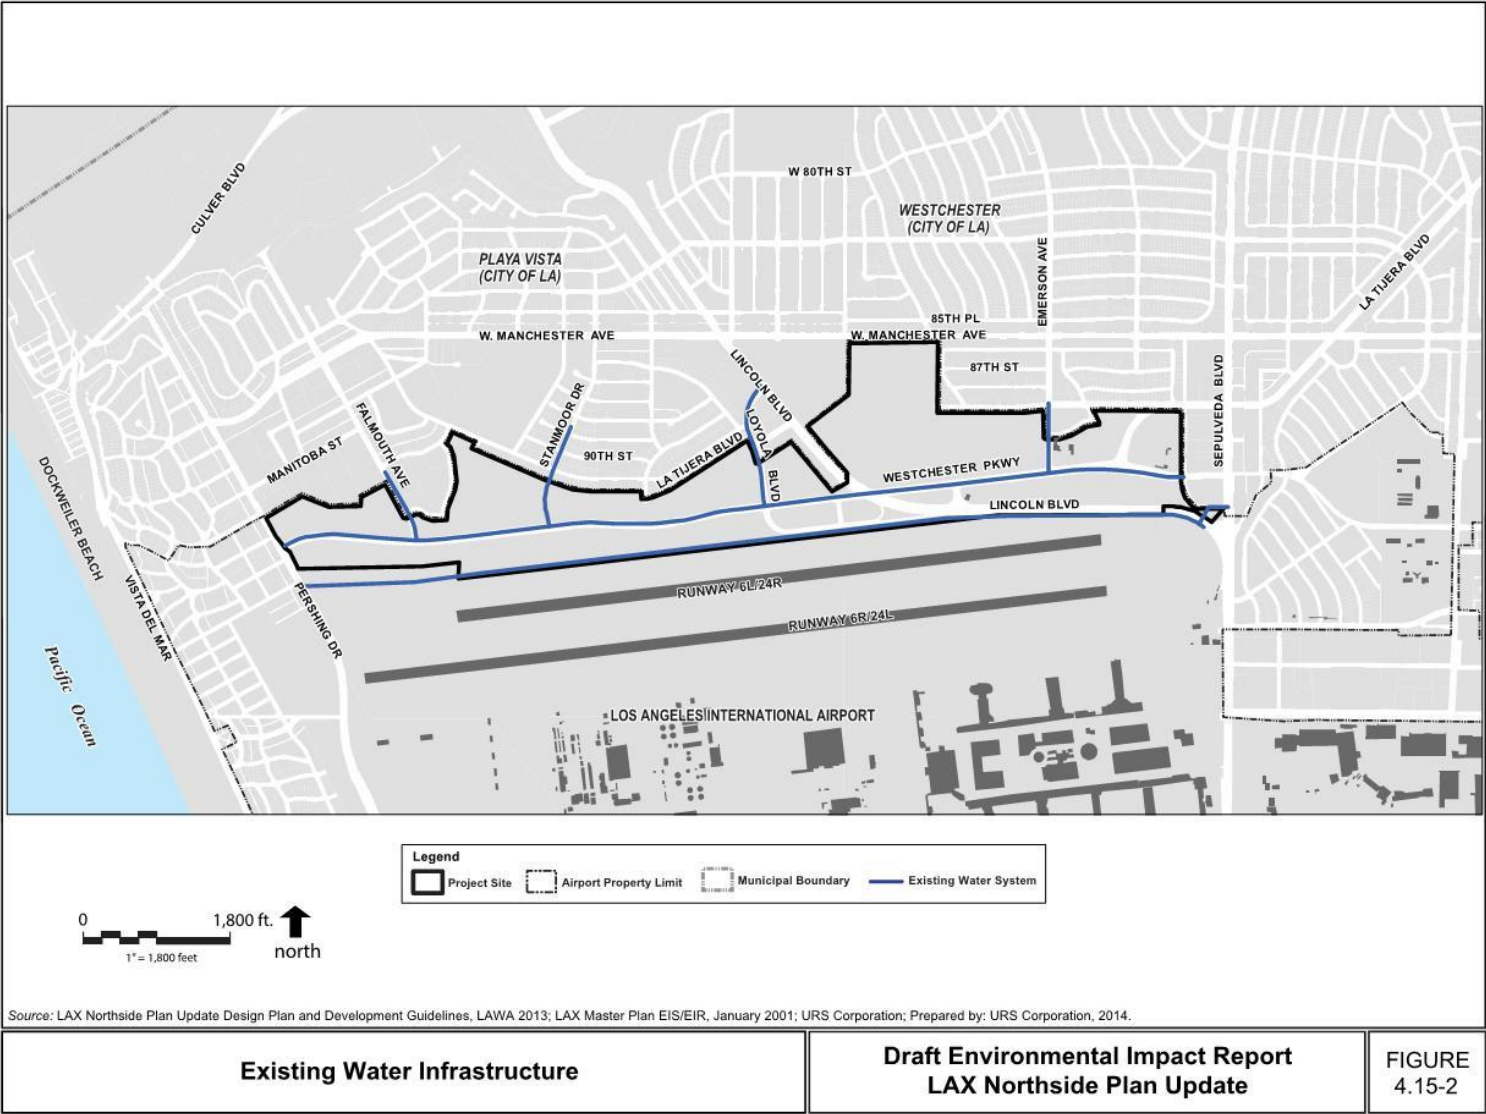 CULVER BLVD
W 80TH ST
WESTCHESTER
(CITY OF LA)
PLAYA VISTA
(CITY OF LA)
EMERSON AVE
LA TIJERA BLVD
85TH PL
W. MANCHESTER AVE
W. MANCHESTER AVE
87TH ST
LINCOLN BLVD
SEPULVEDA BLVD
STANMOOR DR
FALMOUTH AVE
MANITOBA ST
90TH ST
LA TIJERA BLVD
LOYOLA
BLVD
WESTCHESTER PKWY
LINCOLN BLVD
DOCKWEILER BEACH
VISTA DEL MAR
PERSHING DR
RUNWAY 6L/24R
RUNWAY 6R/24L
Pacific Ocean
LOS ANGELES INTERNATIONAL AIRPORT
Legend
Project Site
Airport Property Limit
Municipal Boundary
Existing Water System
0
1,800 ft.
1"= 1,800 feet
north
Source: LAX Northside Plan Update Design Plan and Development Guidelines, LAWA 2013; LAX Master Plan EIS/EIR, January 2001; URS Corporation; Prepared by: URS Corporation, 2014.
Existing Water Infrastructure
Draft Environmental Impact Report
LAX Northside Plan Update
FIGURE
4.15-2